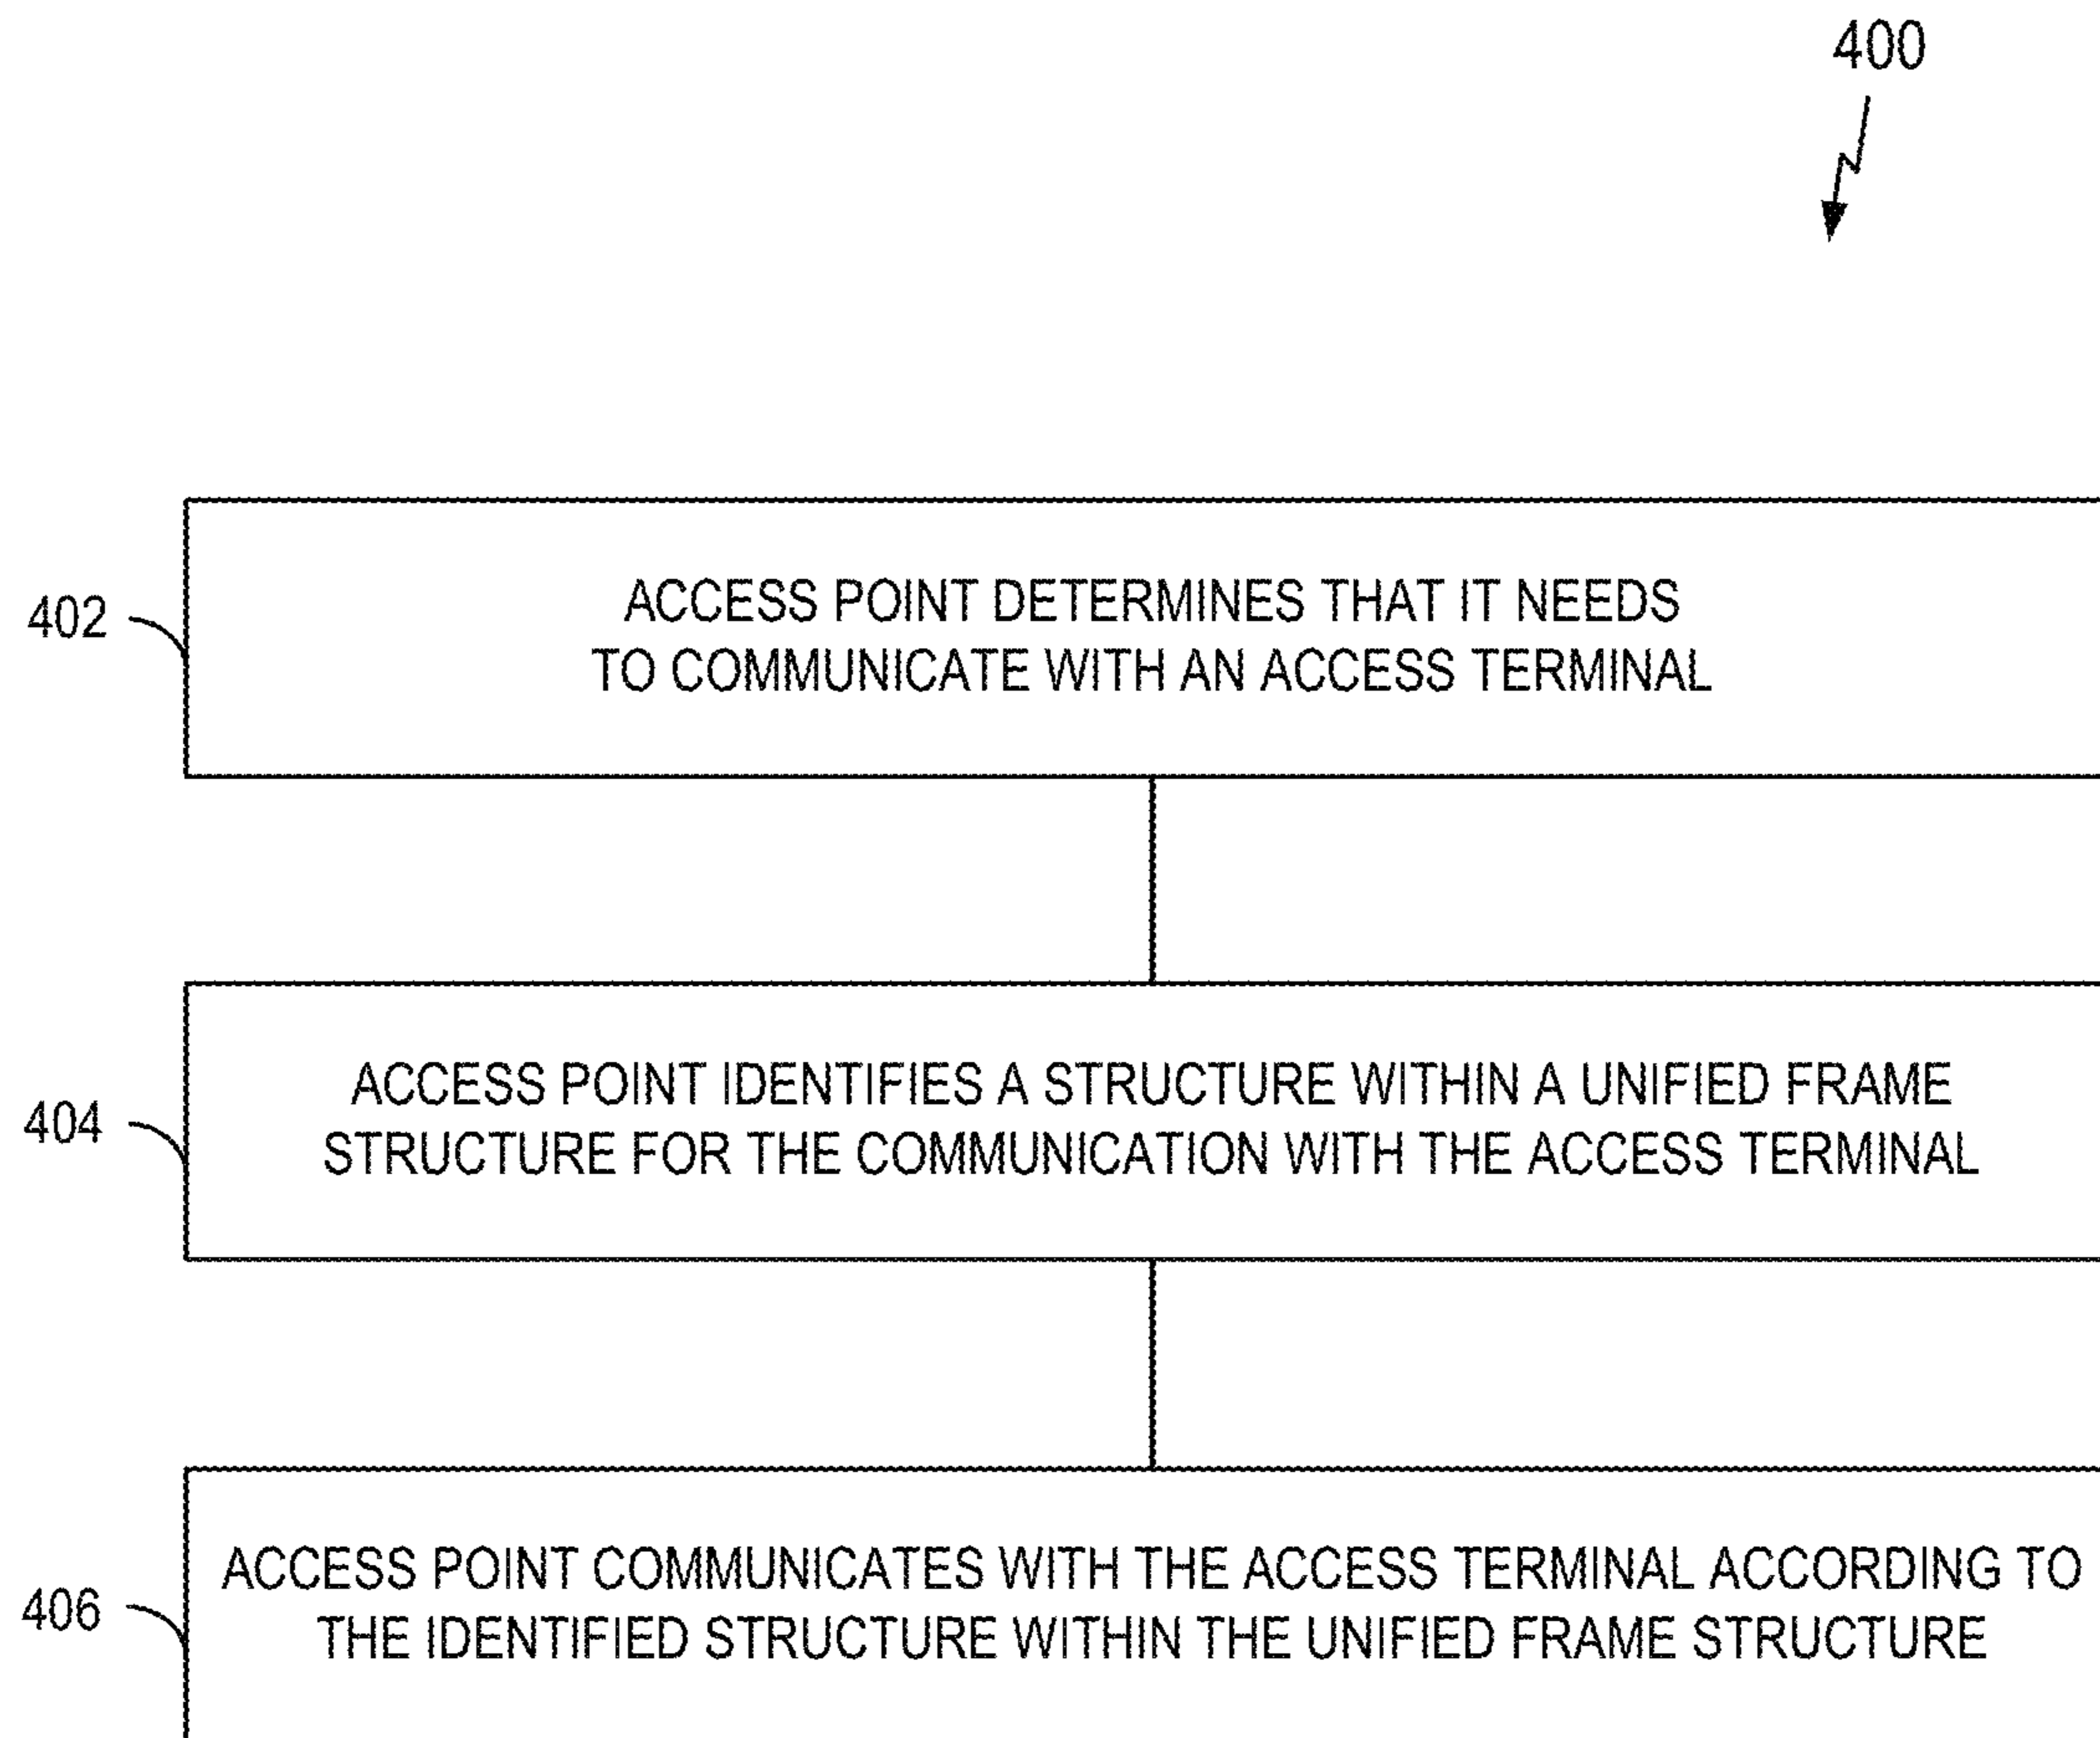 400
402
ACCESS POINT DETERMINES THAT IT NEEDS
TO COMMUNICATE WITH AN ACCESS TERMINAL
404
ACCESS POINT IDENTIFIES A STRUCTURE WITHIN A UNIFIED FRAME
STRUCTURE FOR THE COMMUNICATION WITH THE ACCESS TERMINAL
406
ACCESS POINT COMMUNICATES WITH THE ACCESS TERMINAL ACCORDING TO
THE IDENTIFIED STRUCTURE WITHIN THE UNIFIED FRAME STRUCTURE